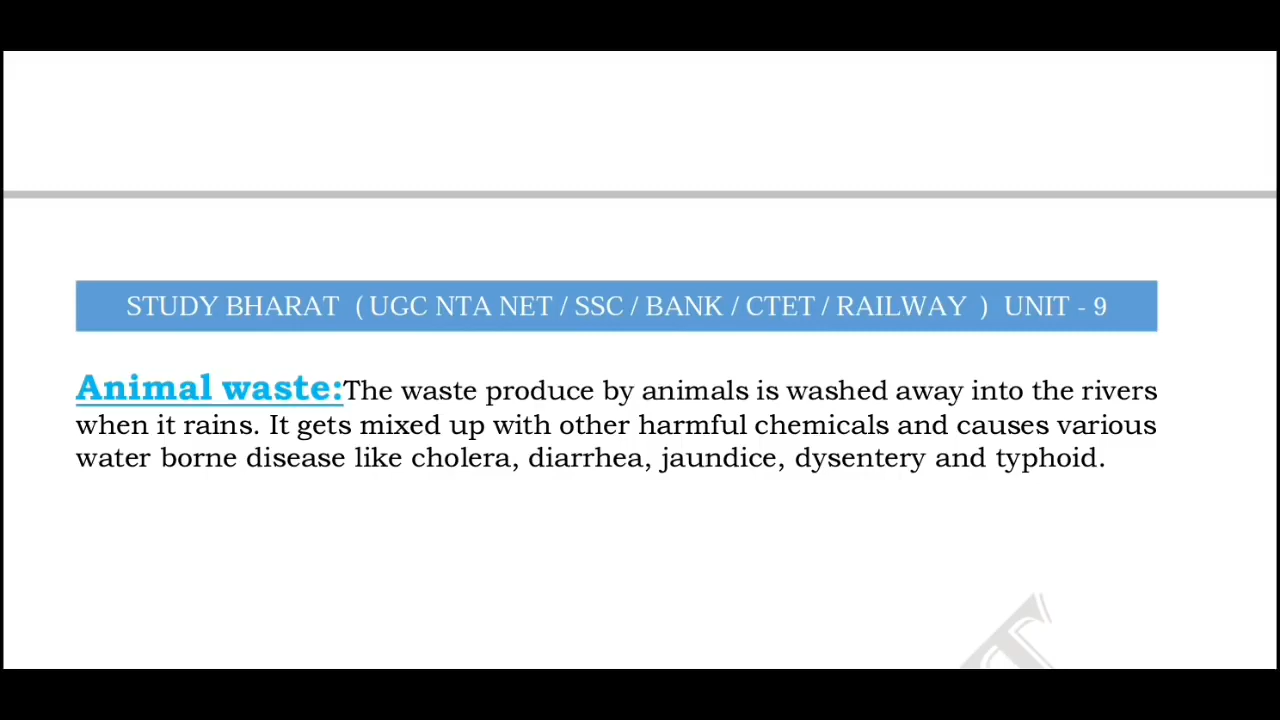 STUDY BHARAT ( UGC NTA NET / SSC / BANK / CTET / RAILWAY ) UNIT - 9
Animal waste:The waste produce by animals is washed away into the rivers
when it rains. It gets mixed up with other harmful chemicals and causes various
water borne disease like cholera, diarrhea, jaundice, dysentery and typhoid.
T